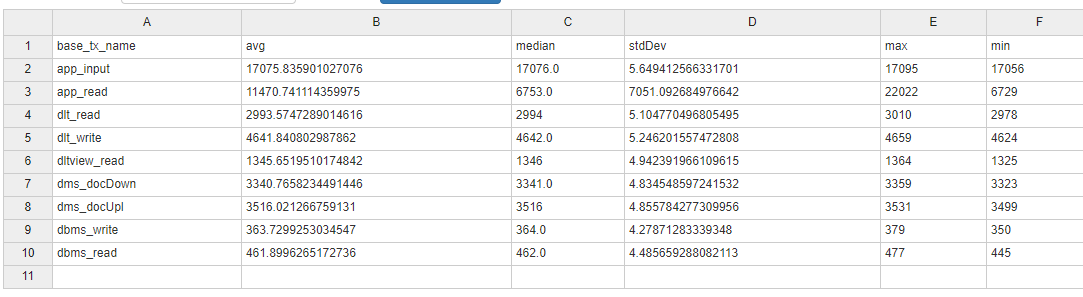 A B C D E F
1 base_tx_name avg median stdDev max min
2 app_input 17075.835901027076 17076.0 5.649412566331701 17095 17056
3 app_read 11470.741114359975 6753.0 7051.092684976642 22022 6729
4 dlt_read 2993.5747289014616 2994 5.104770496805495 3010 2978
5 dlt_write 4641.840802987862 4642.0 5.246201557472808 4659 4624
6 dltview_read 1345.6519510174842 1346 4.942391966109615 1364 1325
7 dms_docDown 3340.7658234491446 3341.0 4.834548597241532 3359 3323
8 dms_docUpl 3516.021266759131 3516 4.855784277309956 3531 3499
9 dbms_write 363.7299253034547 364.0 4.27871283339348 379 350
10 dbms_read 461.8996265172736 462.0 4.485659288082113 477 445
11